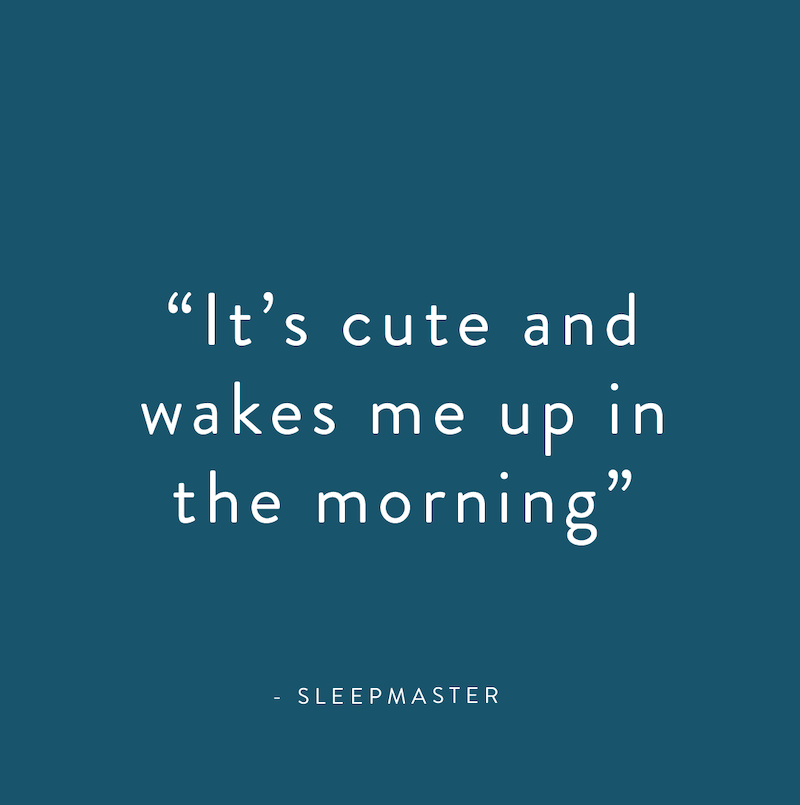 “It’s cute and
wakes me up in
the morning”
- SLEEPMASTER